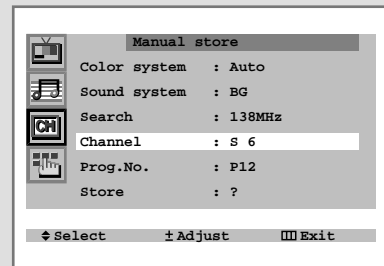 Manual store
Color system : Auto
Sound system : BG
Search : 138MHz
CH
Channel : S 6
Prog.No. : P12
Store : ?
Select ± Adjust Exit